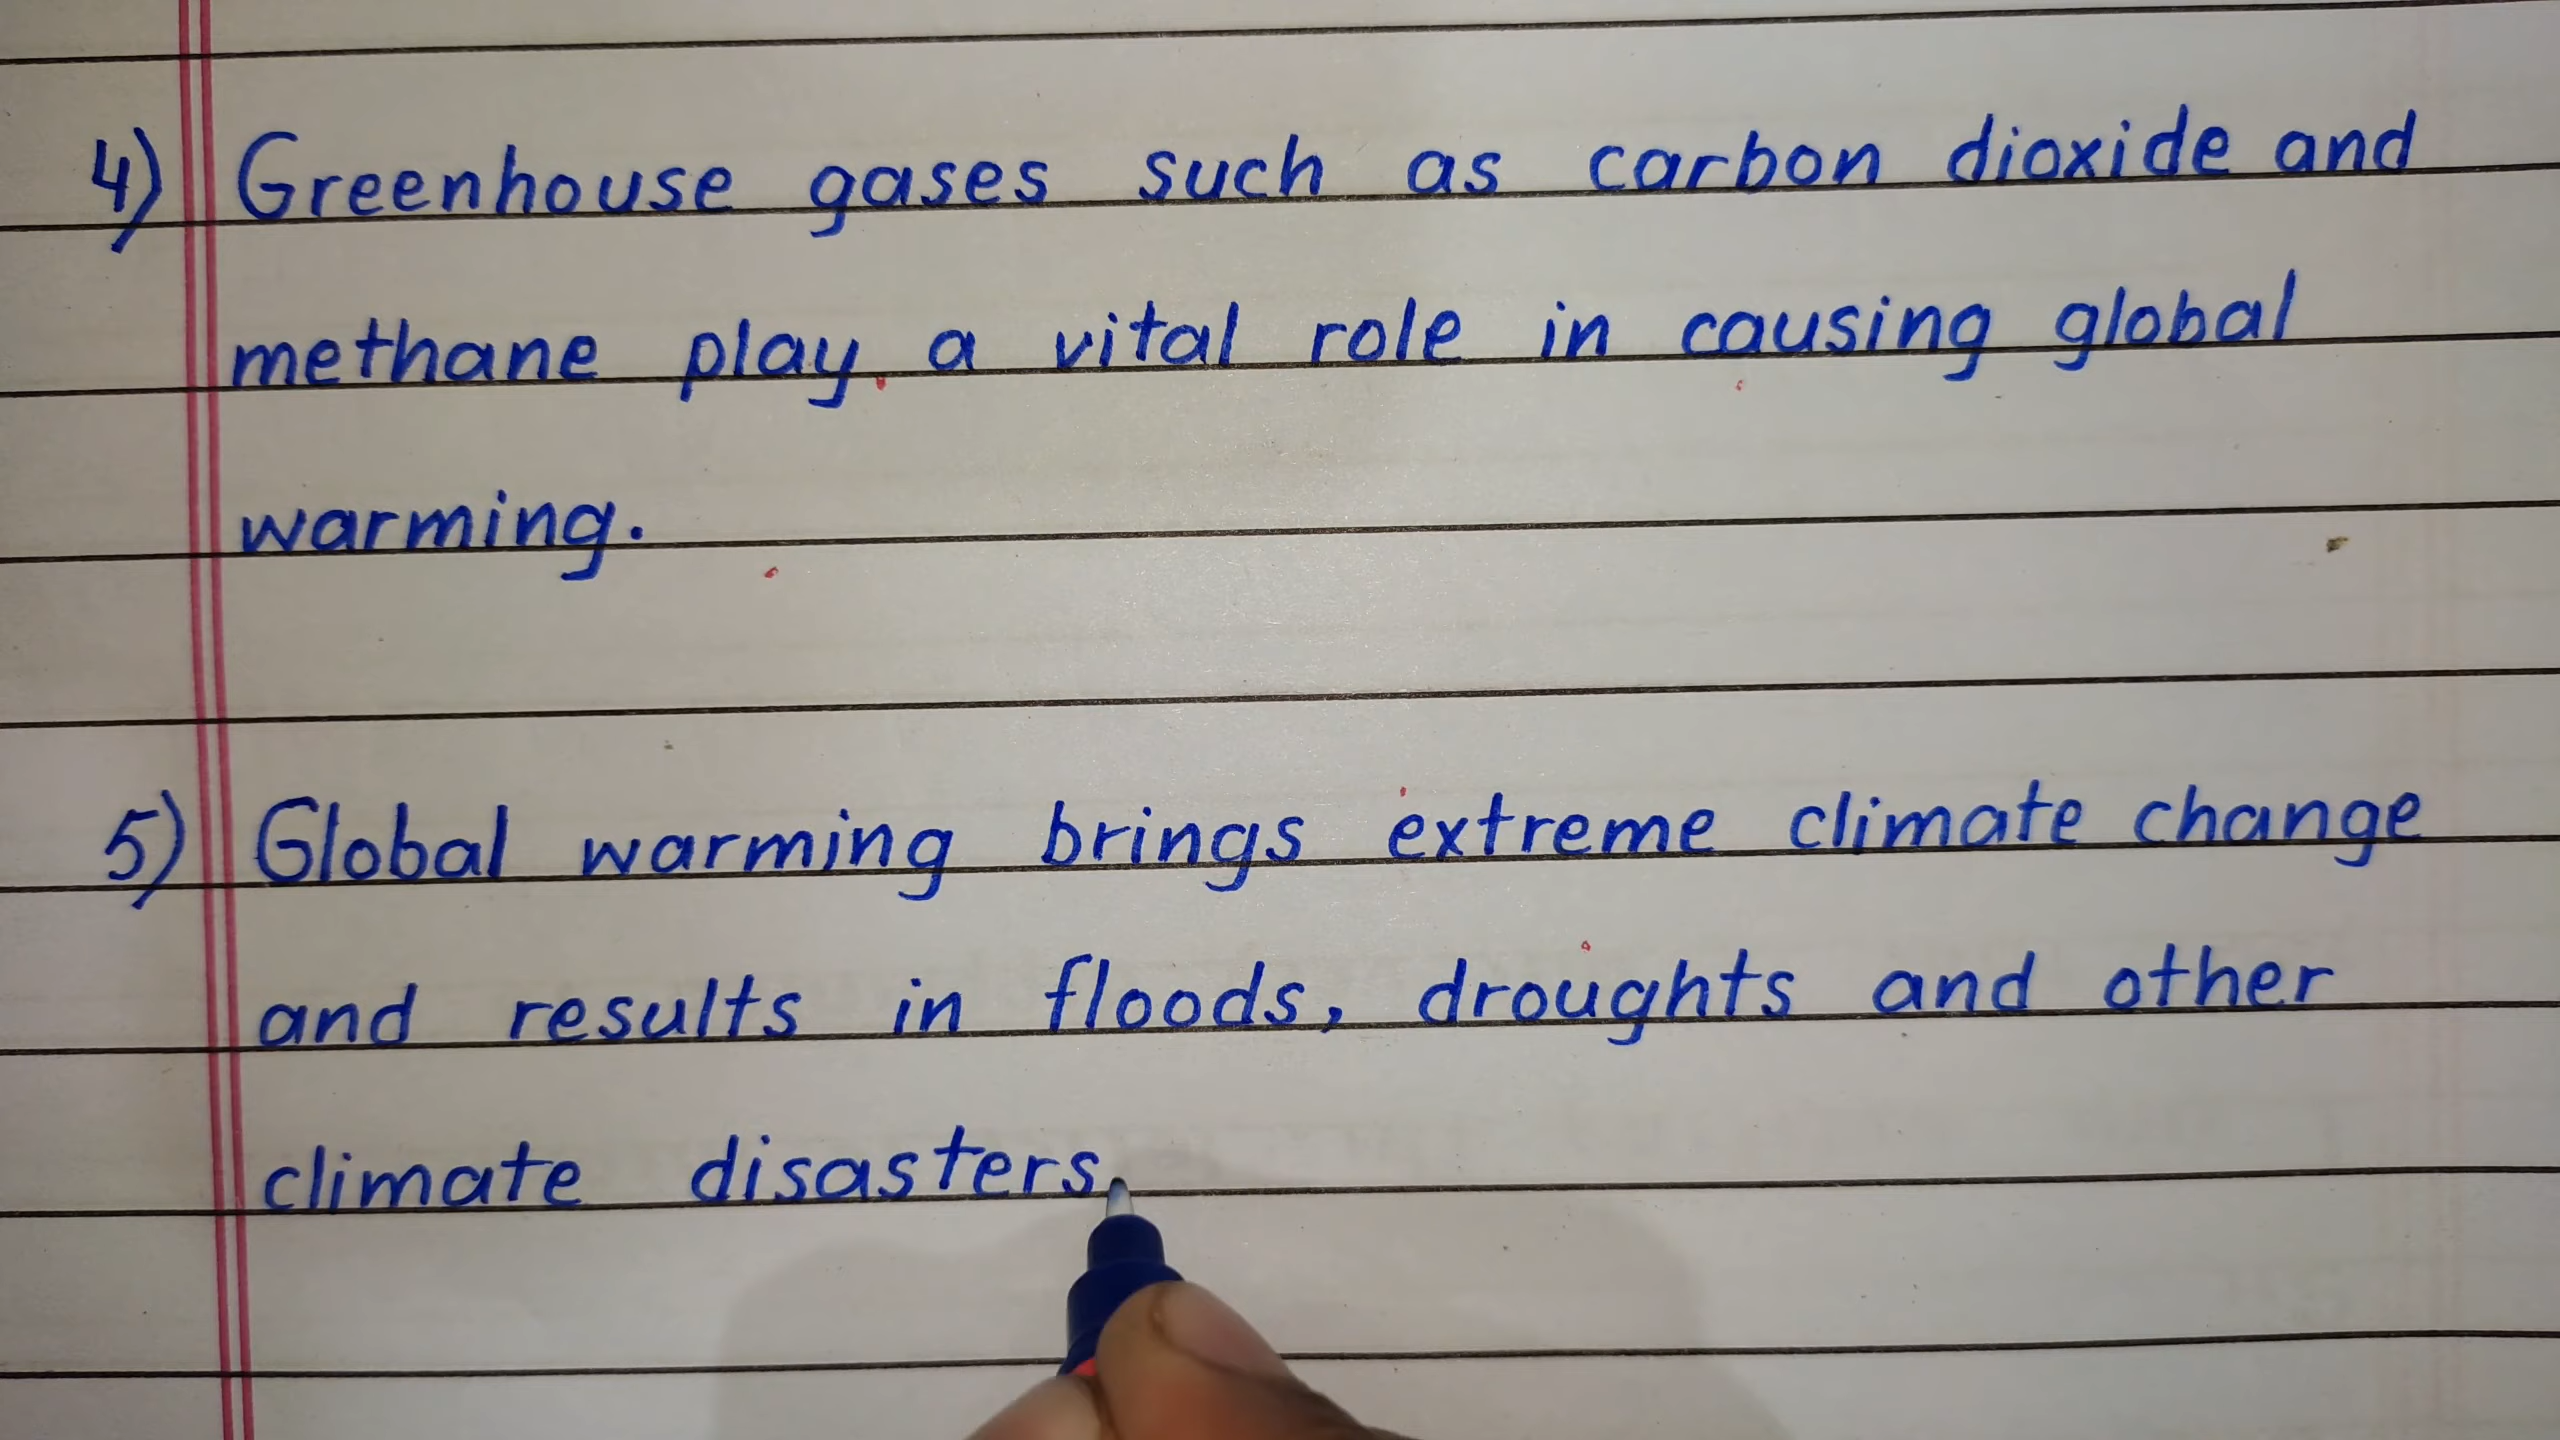 4) Greenhouse gases such as carbon dioxide and
methane play a vital role in causing global
warming.
5) Global warming brings extreme climate change
and results in floods, droughts and other
climate disasters.